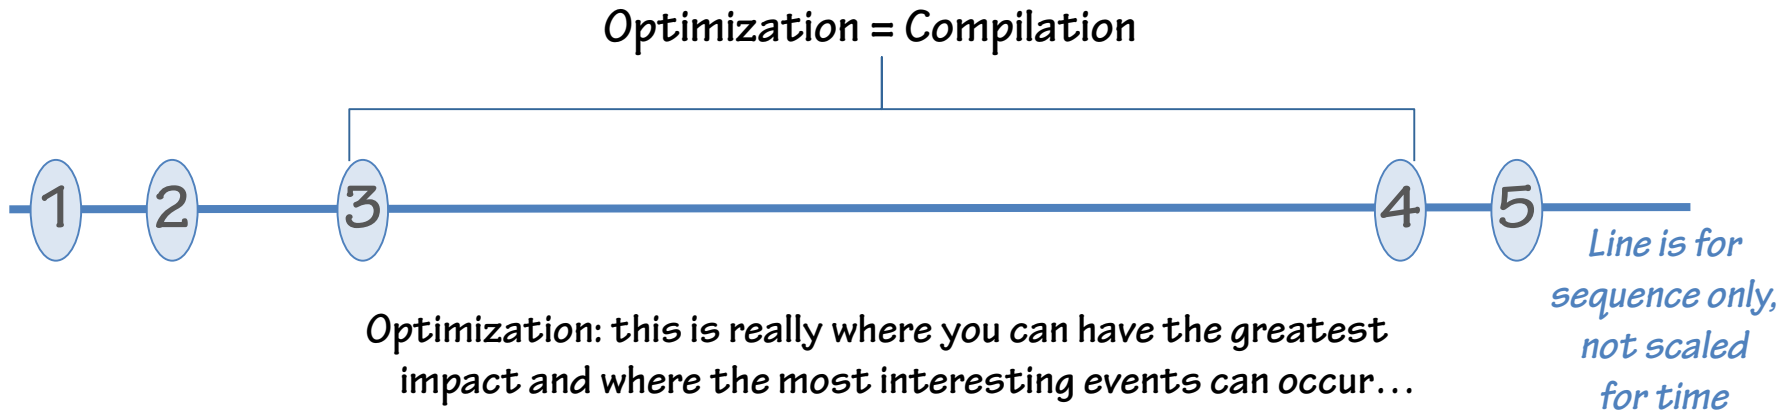 Optimization = Compilation
1 2 3 4 5
Line is for
sequence only,
not scaled
for time
Optimization: this is really where you can have the greatest
impact and where the most interesting events can occur…